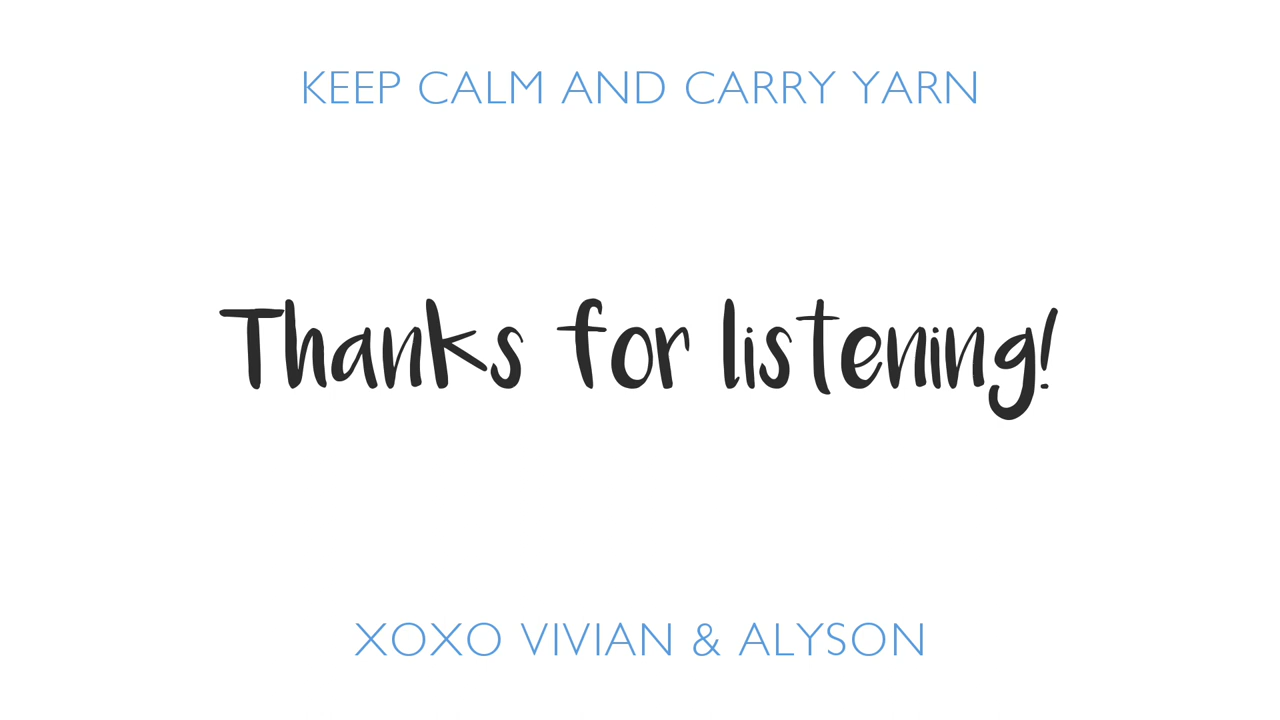 KEEP CALM AND CARRY YARN
Thanks for listening!
XOXO VIVIAN & ALYSON